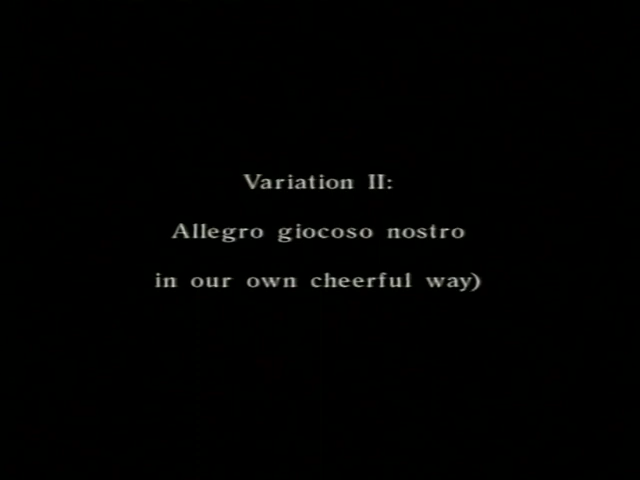 Variation II:
Allegro giocoso nostro
in our own cheerful way)